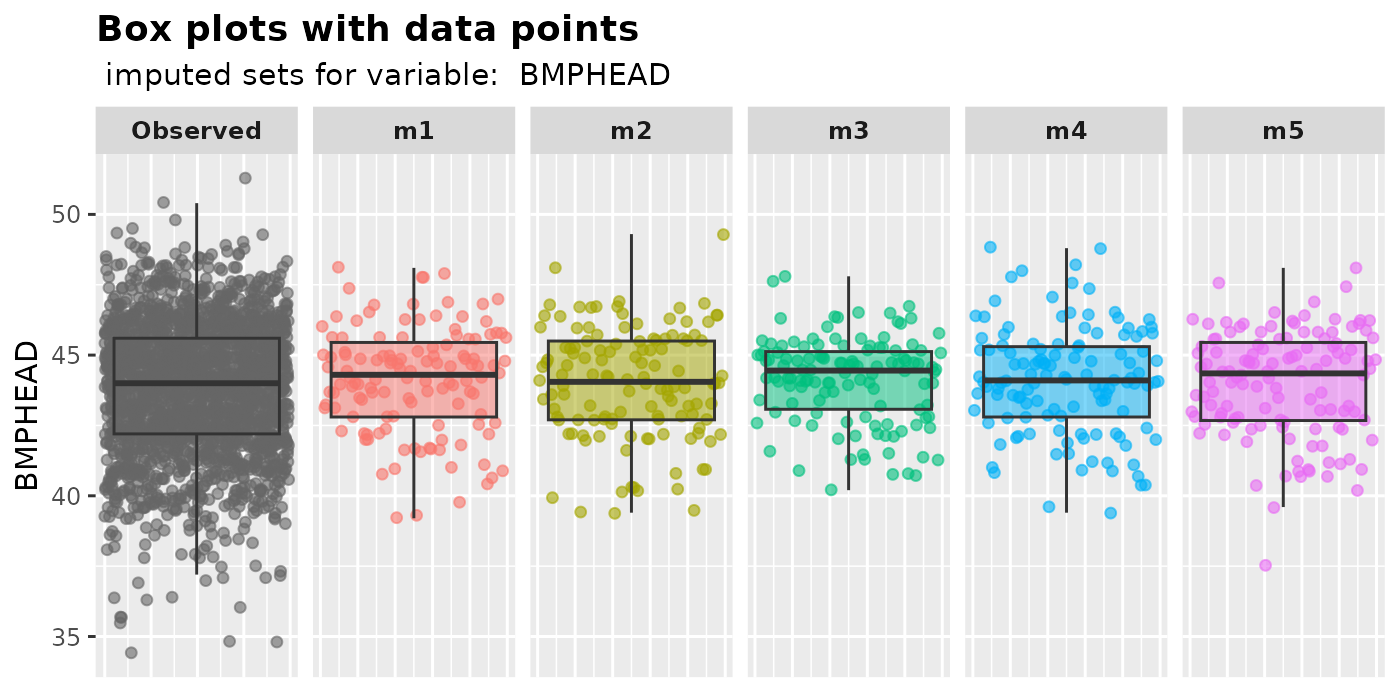 Box plots with data points
imputed sets for variable:  BMPHEAD
Observed m1 m2 m3 m4 m5
50
45
40
35
BMPHEAD